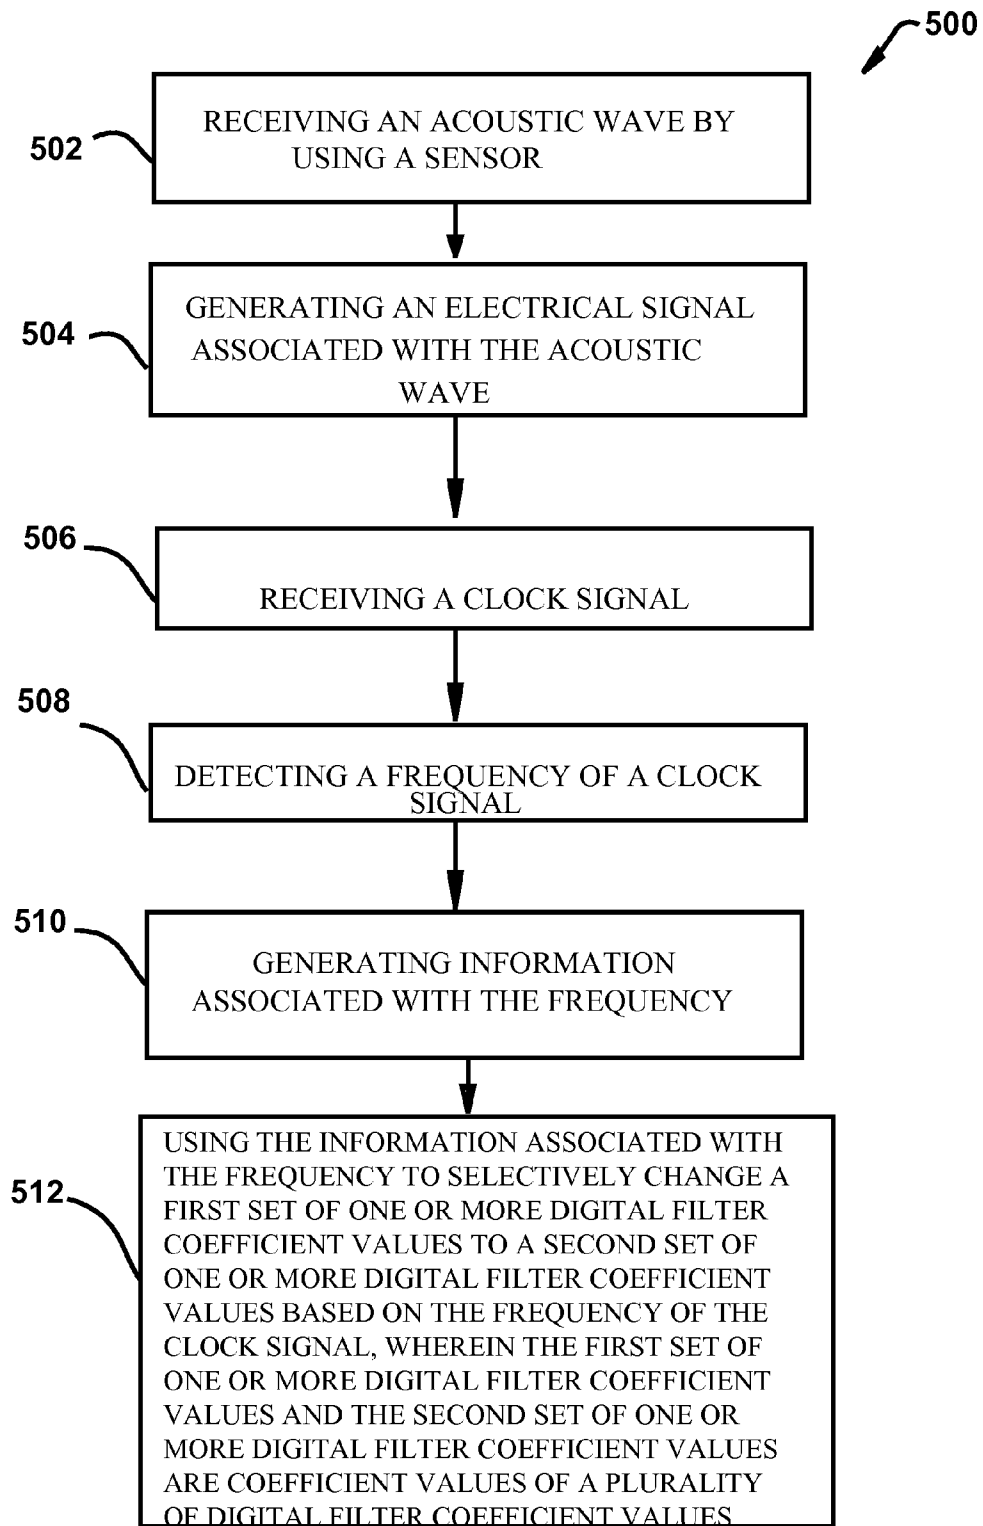 500
502
RECEIVING AN ACOUSTIC WAVE BY
USING A SENSOR
504
GENERATING AN ELECTRICAL SIGNAL
ASSOCIATED WITH THE ACOUSTIC
WAVE
506
RECEIVING A CLOCK SIGNAL
508
DETECTING A FREQUENCY OF A CLOCK
SIGNAL
510
GENERATING INFORMATION
ASSOCIATED WITH THE FREQUENCY
512
USING THE INFORMATION ASSOCIATED WITH
THE FREQUENCY TO SELECTIVELY CHANGE A
FIRST SET OF ONE OR MORE DIGITAL FILTER
COEFFICIENT VALUES TO A SECOND SET OF
ONE OR MORE DIGITAL FILTER COEFFICIENT
VALUES BASED ON THE FREQUENCY OF THE
CLOCK SIGNAL, WHEREIN THE FIRST SET OF
ONE OR MORE DIGITAL FILTER COEFFICIENT
VALUES AND THE SECOND SET OF ONE OR
MORE DIGITAL FILTER COEFFICIENT VALUES
ARE COEFFICIENT VALUES OF A PLURALITY
OF DIGITAL FILTER COEFFICIENT VALUES